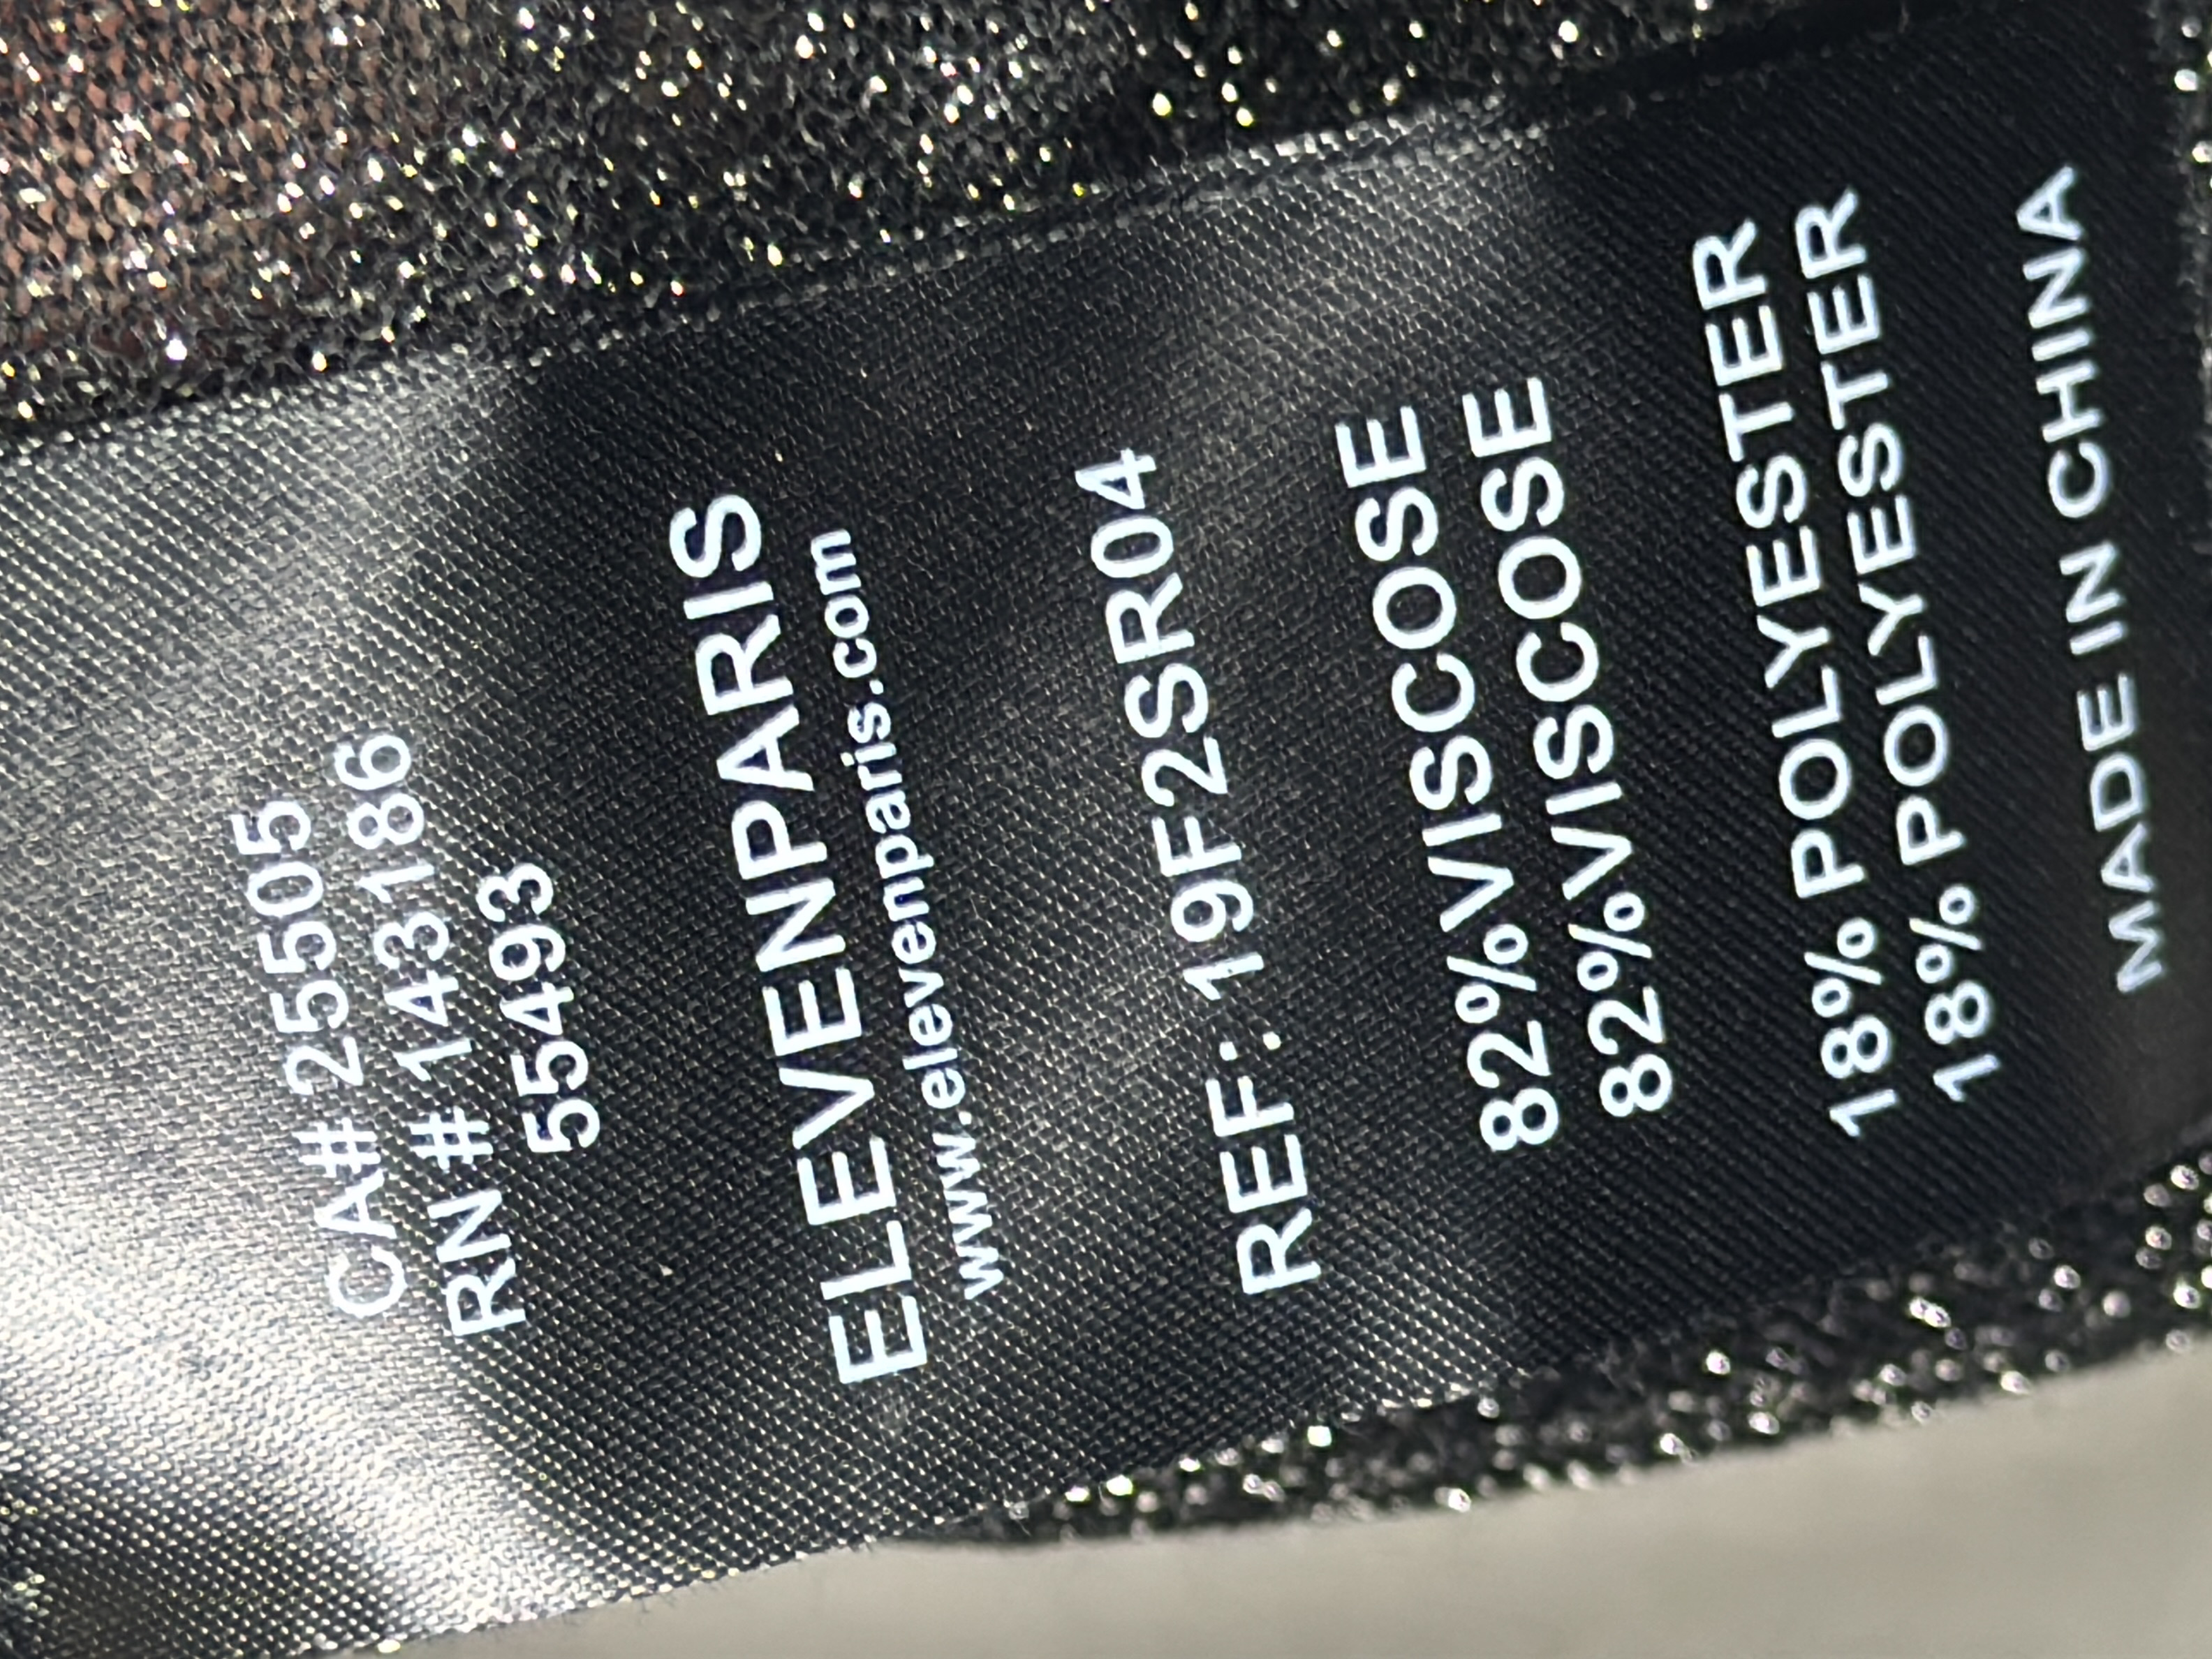 CA# 25505
RN # 143186
55493
ELEVENPARIS
www.elevenparis.com
REF: 19F2SR04
82% VISCOSE
82% VISCOSE
18% POLYESTER
18% POLYESTER
MADE IN CHINA